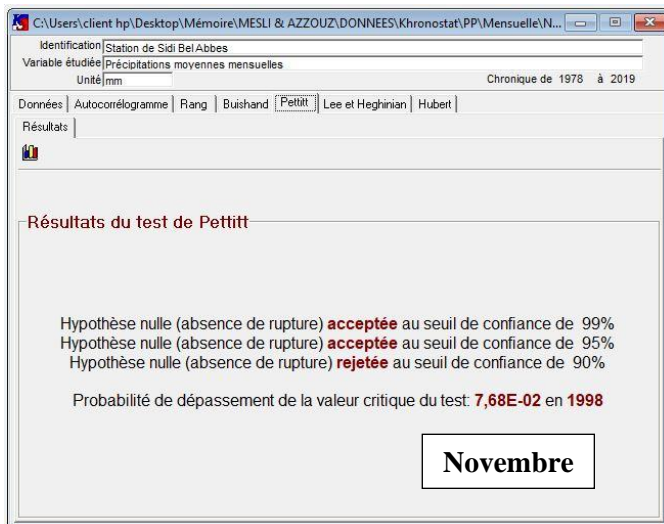 C:\Users\client hp\Desktop\Mémoire\MESLI & AZZOUZ\DONNEES\Khronostat\PP\Mensuelle\N...
Identification Station de Sidi Bel Abbes
Variable étudiée Précipitations moyennes mensuelles
Unité mm Chronique de 1978 à 2019
Données Autocorrélogramme Rang Buishand Pettitt Lee et Heghinian Hubert
Résultats
Résultats du test de Pettitt
Hypothèse nulle (absence de rupture) acceptée au seuil de confiance de 99%
Hypothèse nulle (absence de rupture) acceptée au seuil de confiance de 95%
Hypothèse nulle (absence de rupture) rejetée au seuil de confiance de 90%
Probabilité de dépassement de la valeur critique du test: 7,68E-02 en 1998
Novembre